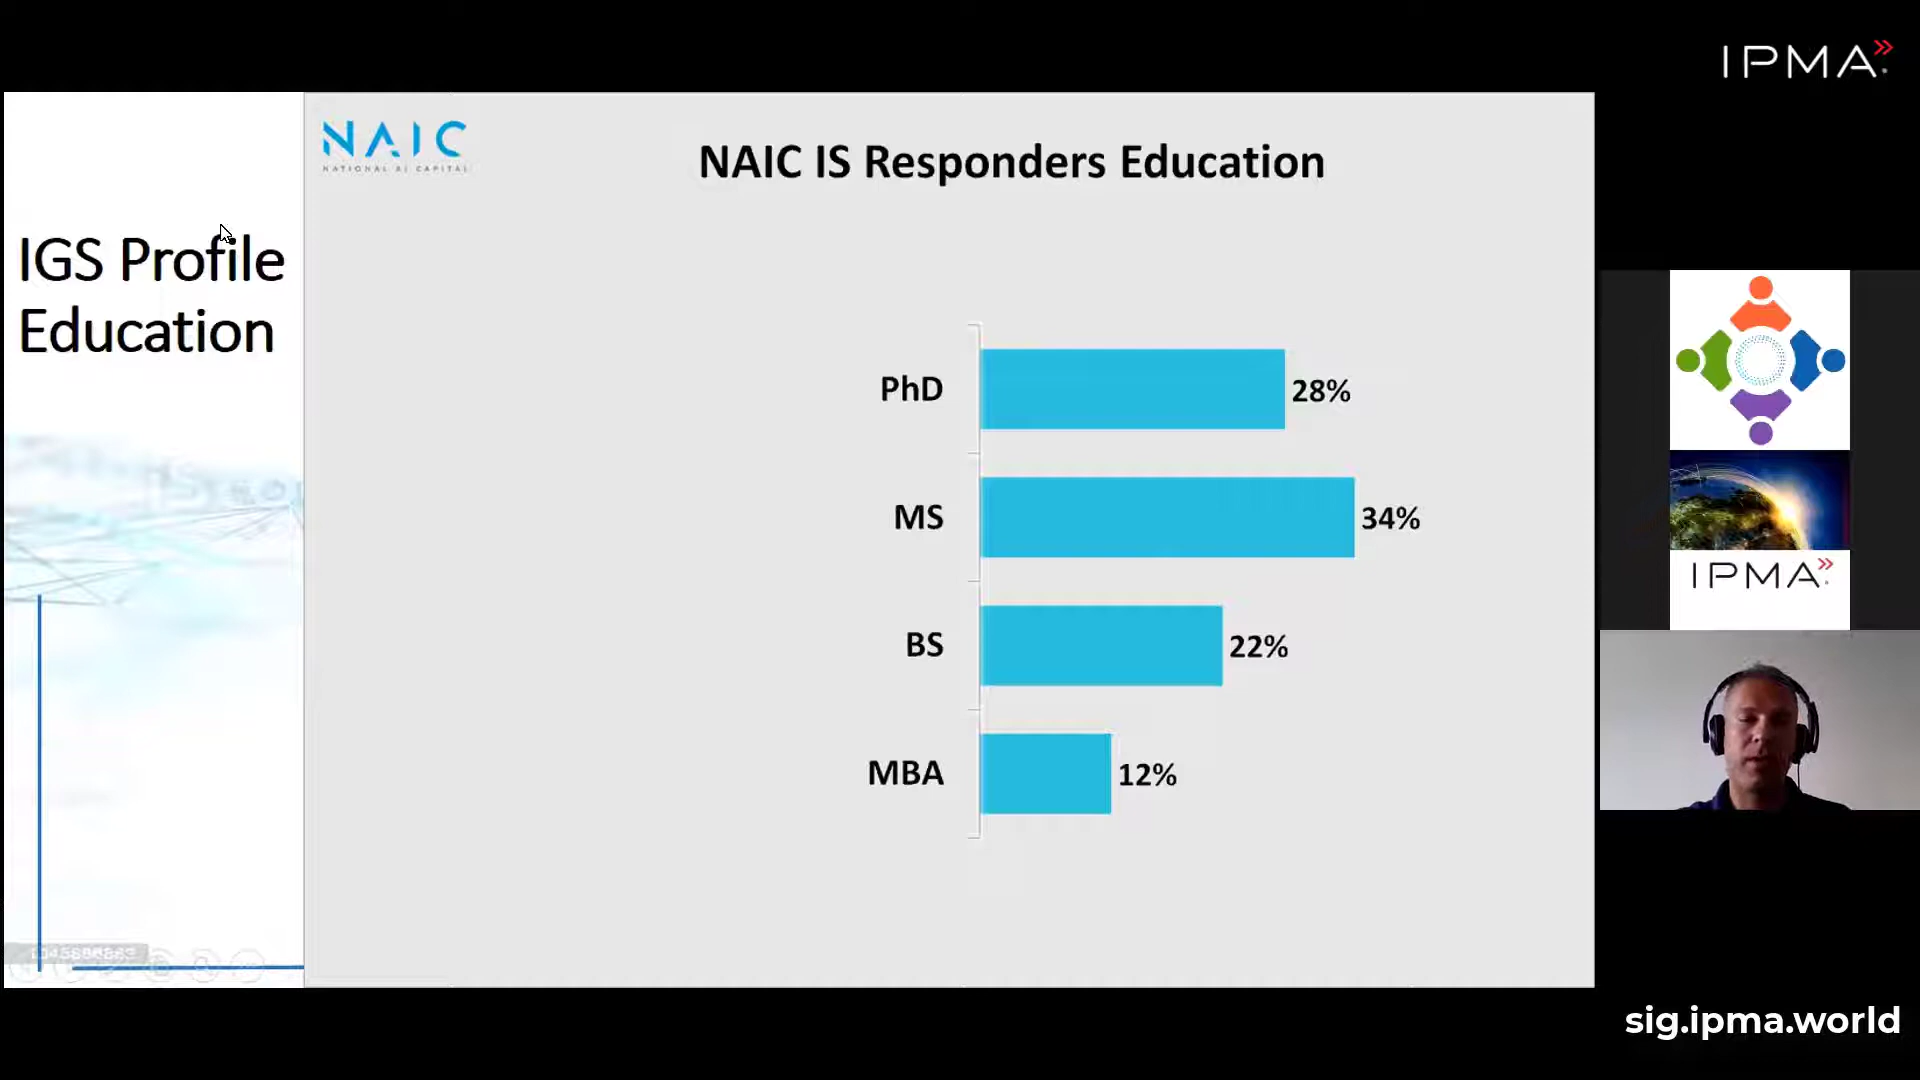 IPMA
NAIC
NATIONAL AI CAPITAL
NAIC IS Responders Education
IGS Profile
Education
PhD
28%
MS
34%
BS
22%
MBA
12%
IPMA
sig.ipma.world